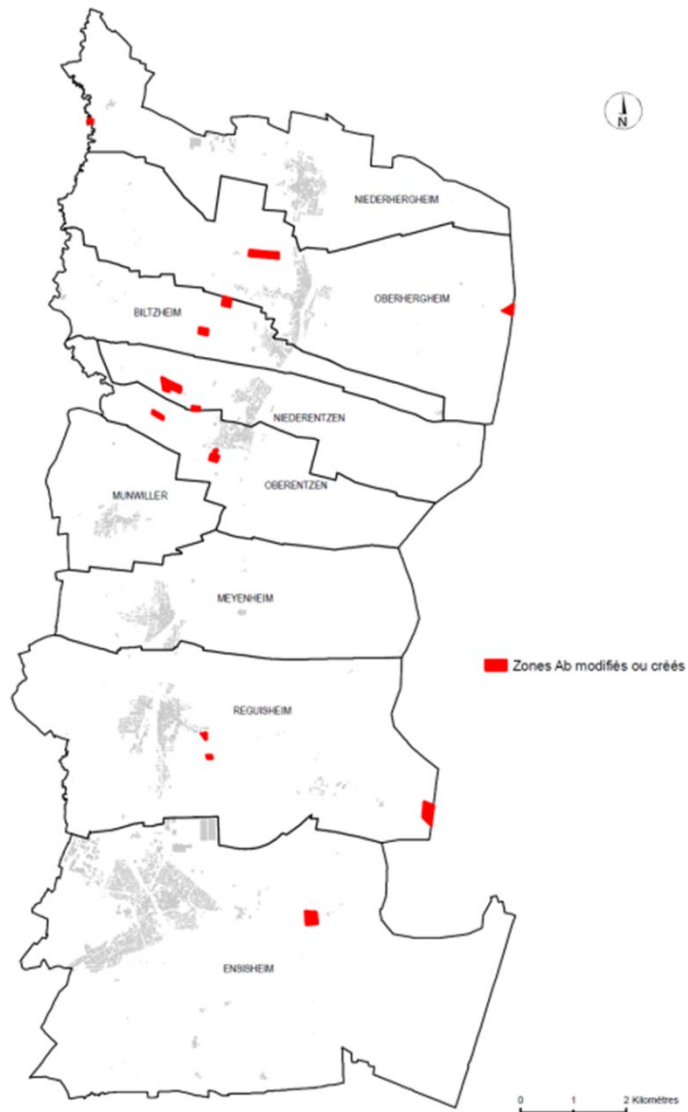 N
NIEDERHERGHEIM
OBERHERGHEIM
BILTZHEIM
NIEDERENTZEN
OBERENTZEN
MUNWILLER
MEYENHEIM
Zones Ab modifiés ou créés
REGUISHEIM
ENSISHEIM
0 1 2 Kilomètres